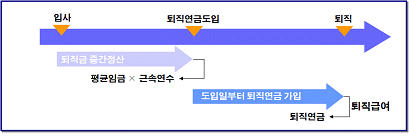 입사 퇴직연금도입 퇴직
퇴직금 중간정산
평균임금 × 근속연수
도입일부터 퇴직연금 가입
퇴직급여
퇴직연금